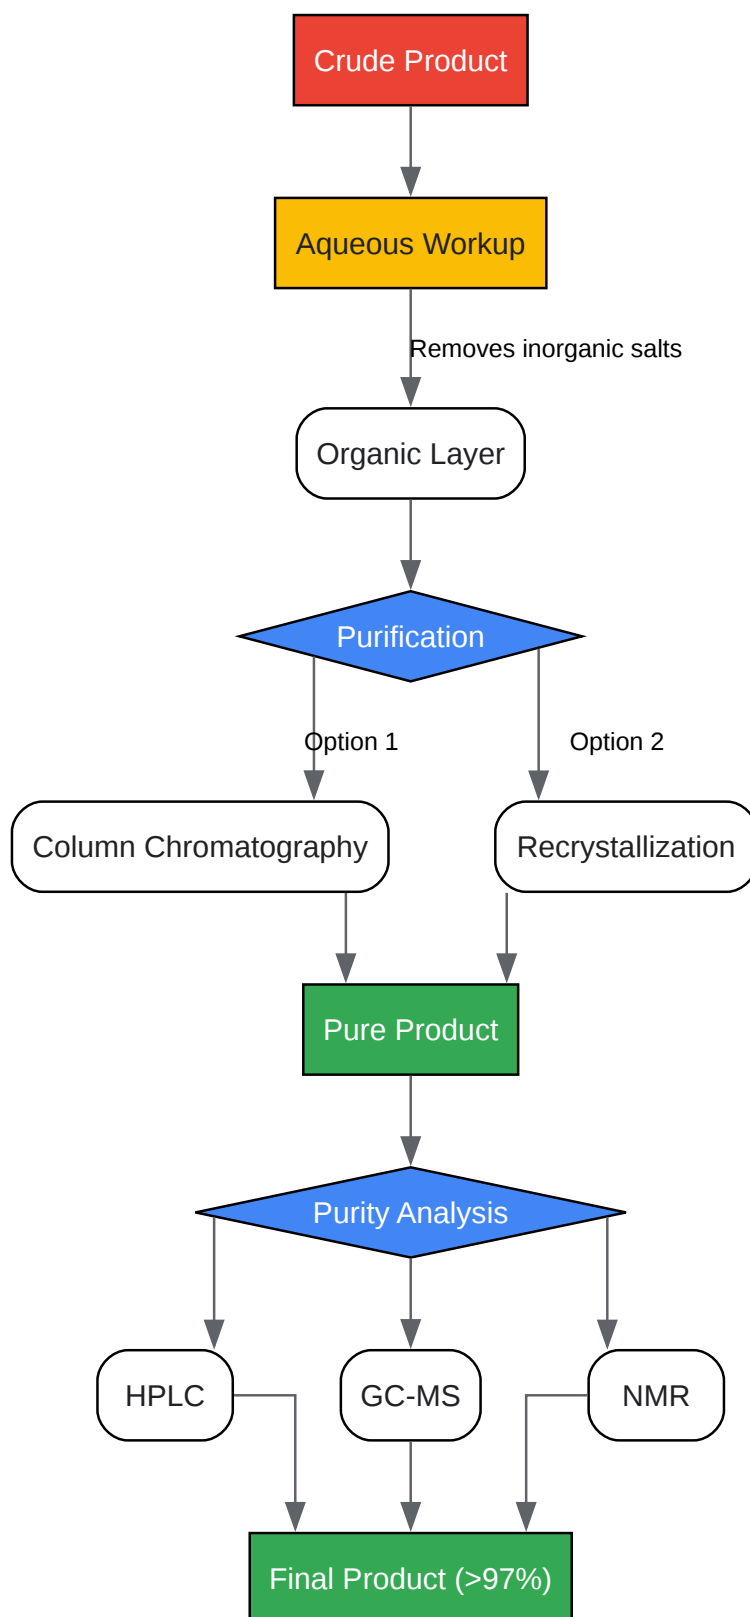 Crude Product
Aqueous Workup
Removes inorganic salts
Organic Layer
Purification
Option 1
Option 2
Column Chromatography
Recrystallization
Pure Product
Purity Analysis
HPLC
GC-MS
NMR
Final Product (>97%)